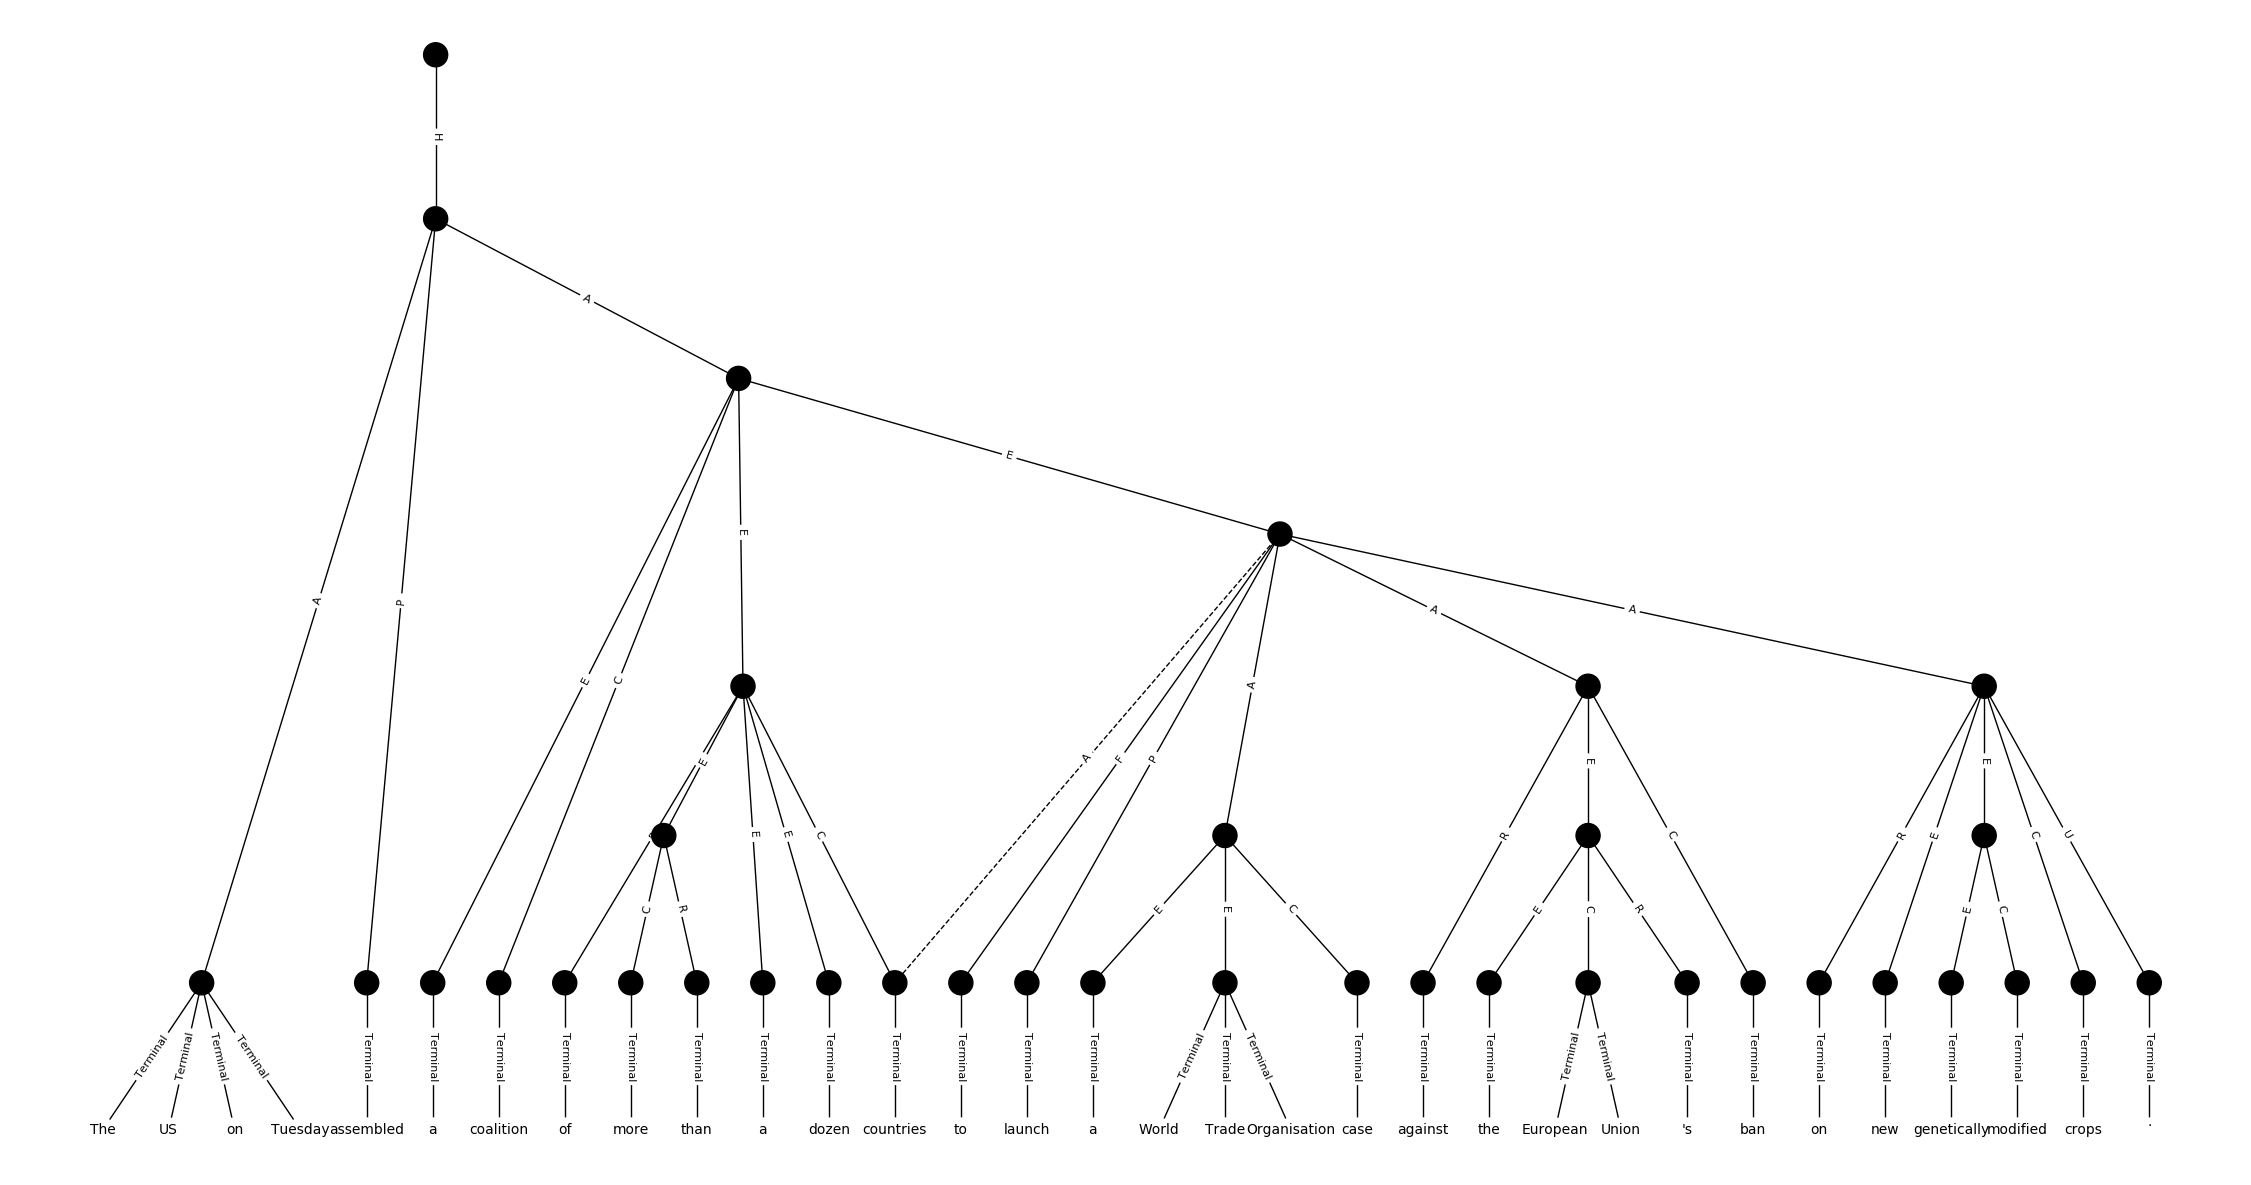 H
A
E
A
P
E
E
C
A
A
A
F
P
A
E
E
E
C
R
E
C
R
E
E
C
U
C
R
E
E
C
E
C
R
E
C
Terminal Terminal Terminal Terminal Terminal Terminal Terminal Terminal Terminal Terminal Terminal Terminal Terminal Terminal Terminal Terminal Terminal Terminal Terminal Terminal Terminal Terminal Terminal Terminal Terminal Terminal Terminal Terminal Terminal Terminal Terminal Terminal
The US on Tuesday assembled a coalition of more than a dozen countries to launch a World Trade Organisation case against the European Union 's ban on new genetically modified crops .